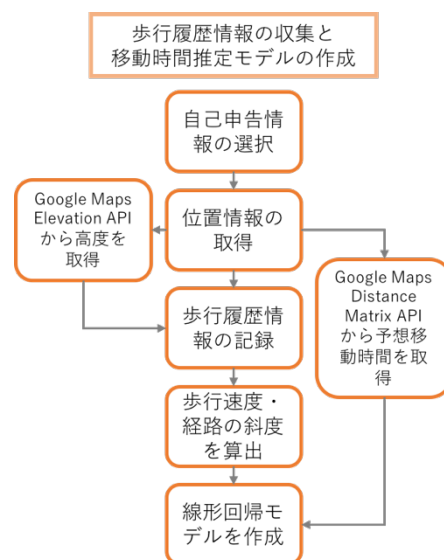 歩行履歴情報の収集と
移動時間推定モデルの作成
自己申告情
報の選択
位置情報の
取得
Google Maps
Elevation API
から高度を
取得
Google Maps
Distance
Matrix API
から予想移
動時間を取
得
歩行履歴情
報の記録
歩行速度・
経路の斜度
を算出
線形回帰モ
デルを作成